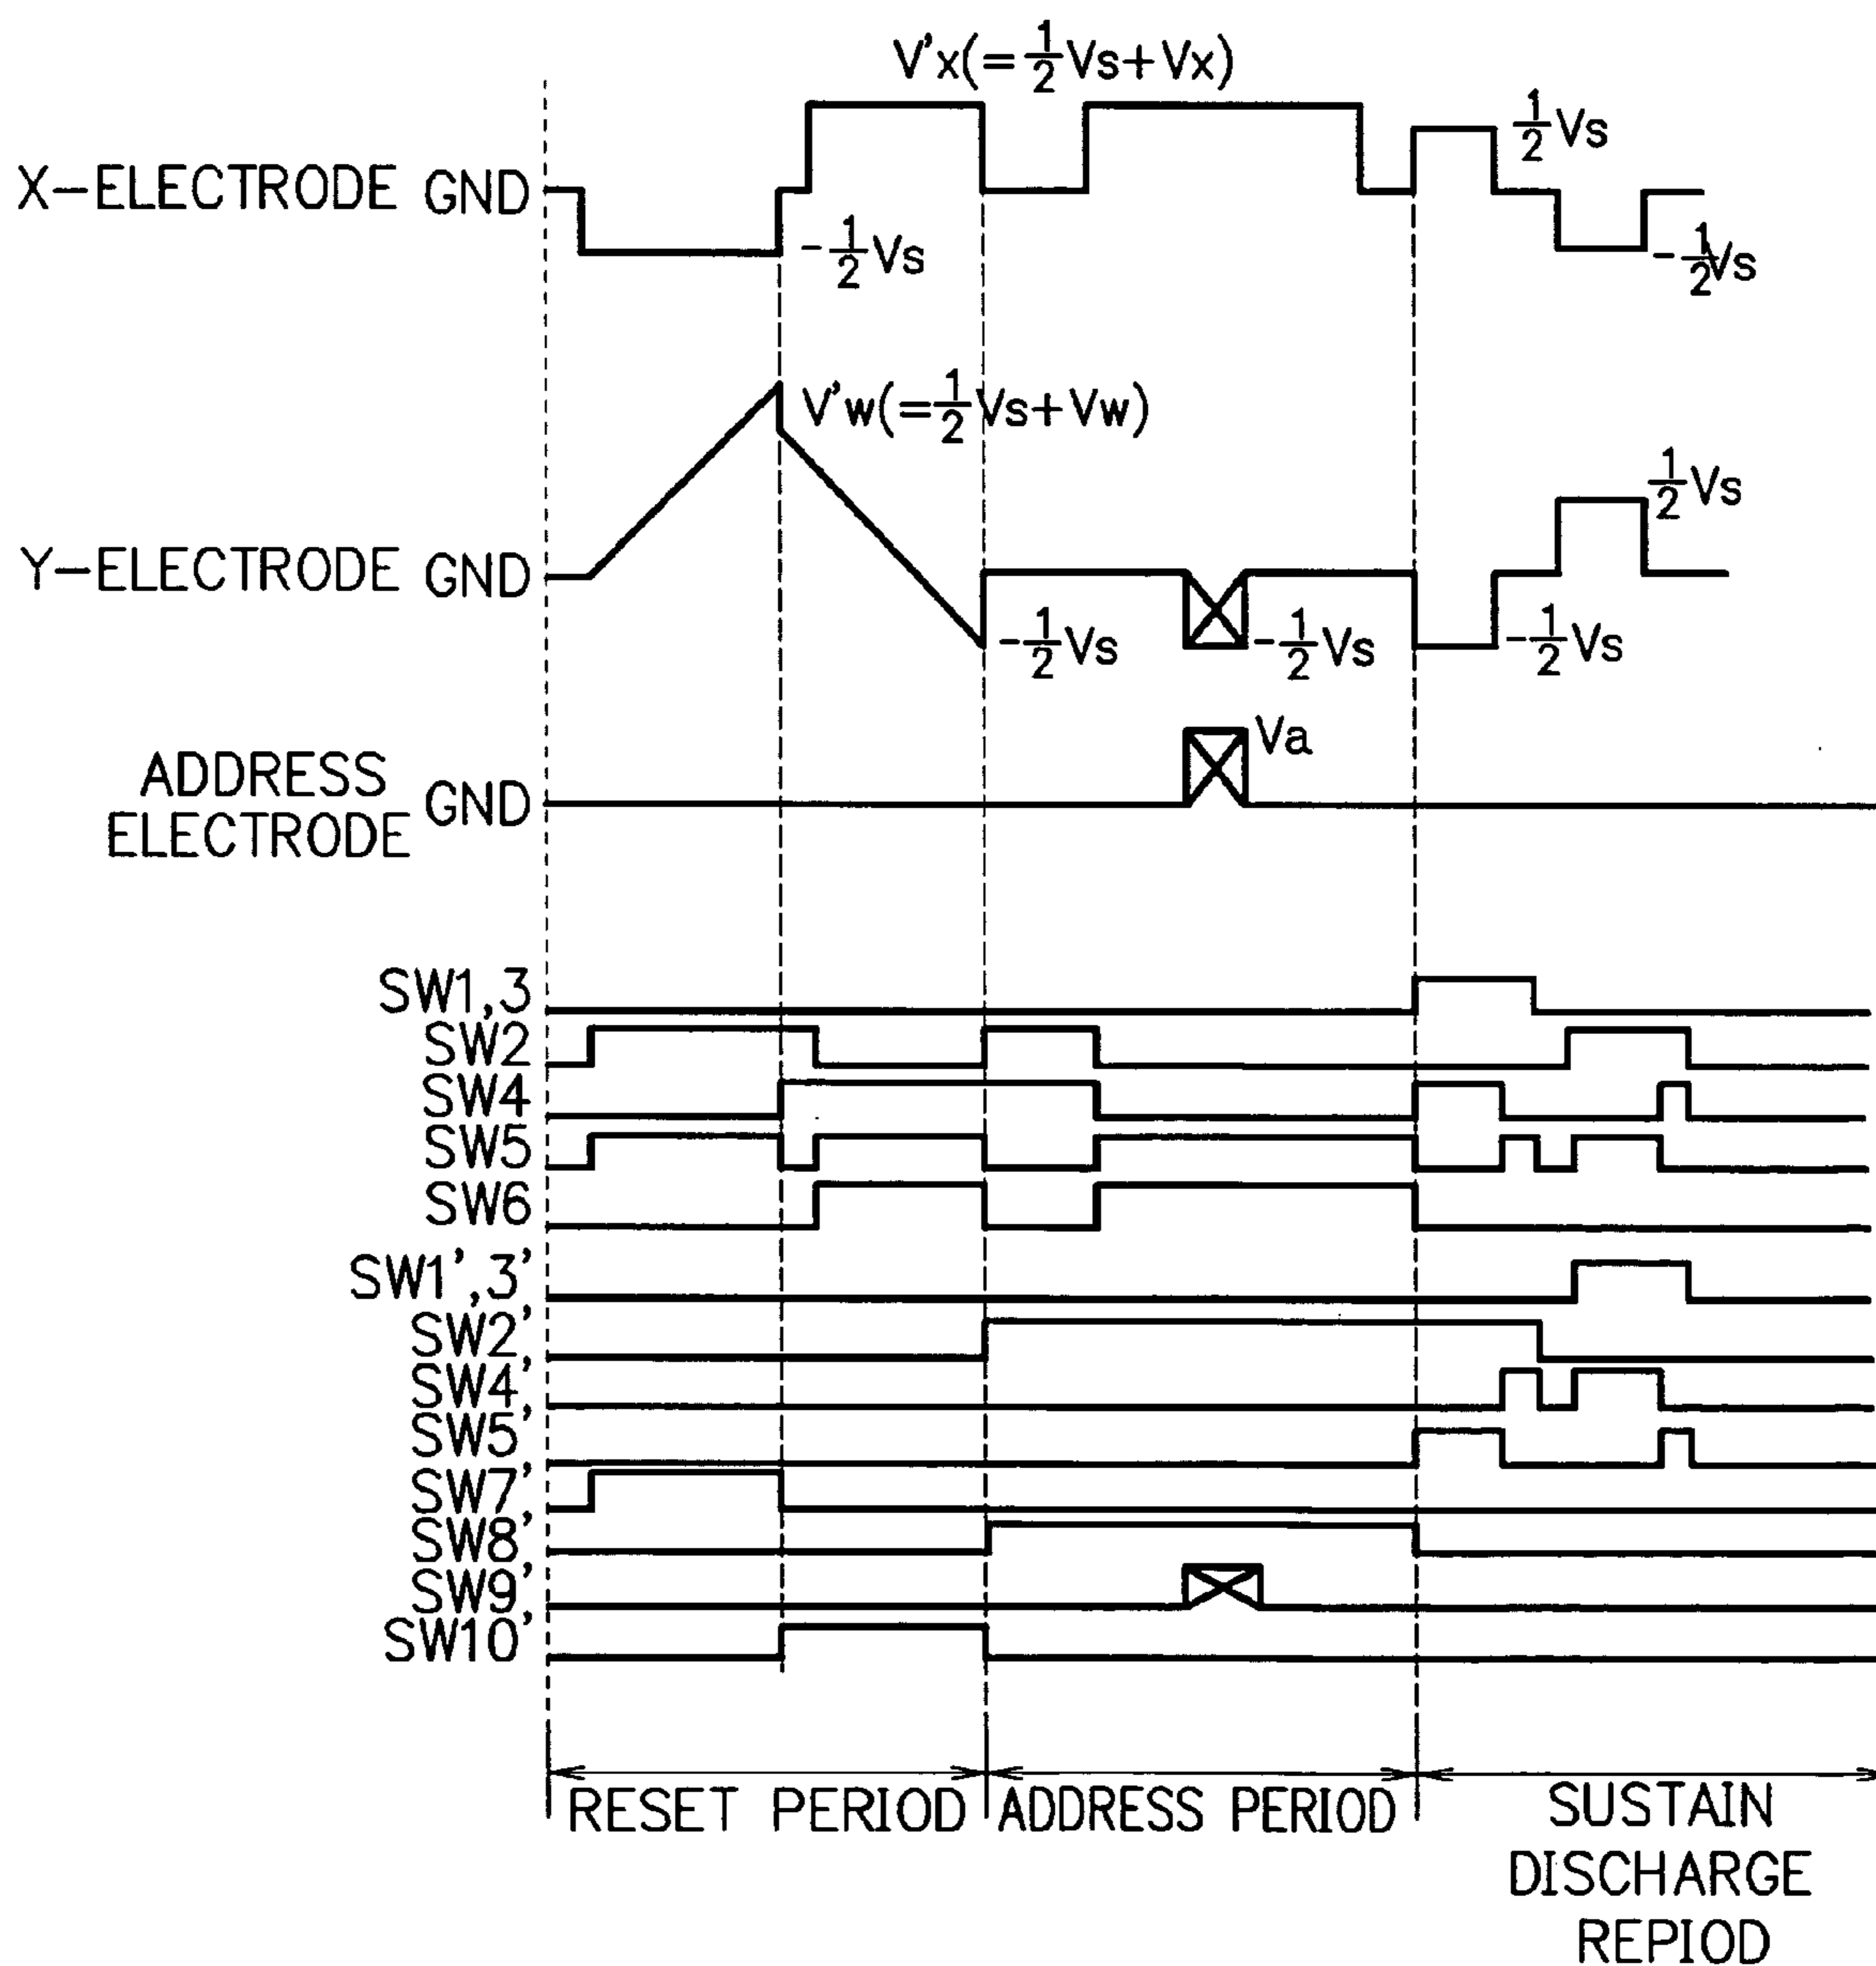 V'x(=1/2Vs+Vx)
1/2Vs
X-ELECTRODE GND
-1/2Vs
-1/2Vs
V'w(=1/2Vs+Vw)
1/2Vs
Y-ELECTRODE GND
-1/2Vs
-1/2Vs
-1/2Vs
Va
ADDRESS
ELECTRODE
GND
SW1,3
SW2
SW4
SW5
SW6
SW1',3'
SW2'
SW4'
SW5'
SW7'
SW8'
SW9'
SW10'
RESET PERIOD
ADDRESS PERIOD
SUSTAIN
DISCHARGE
REPIOD